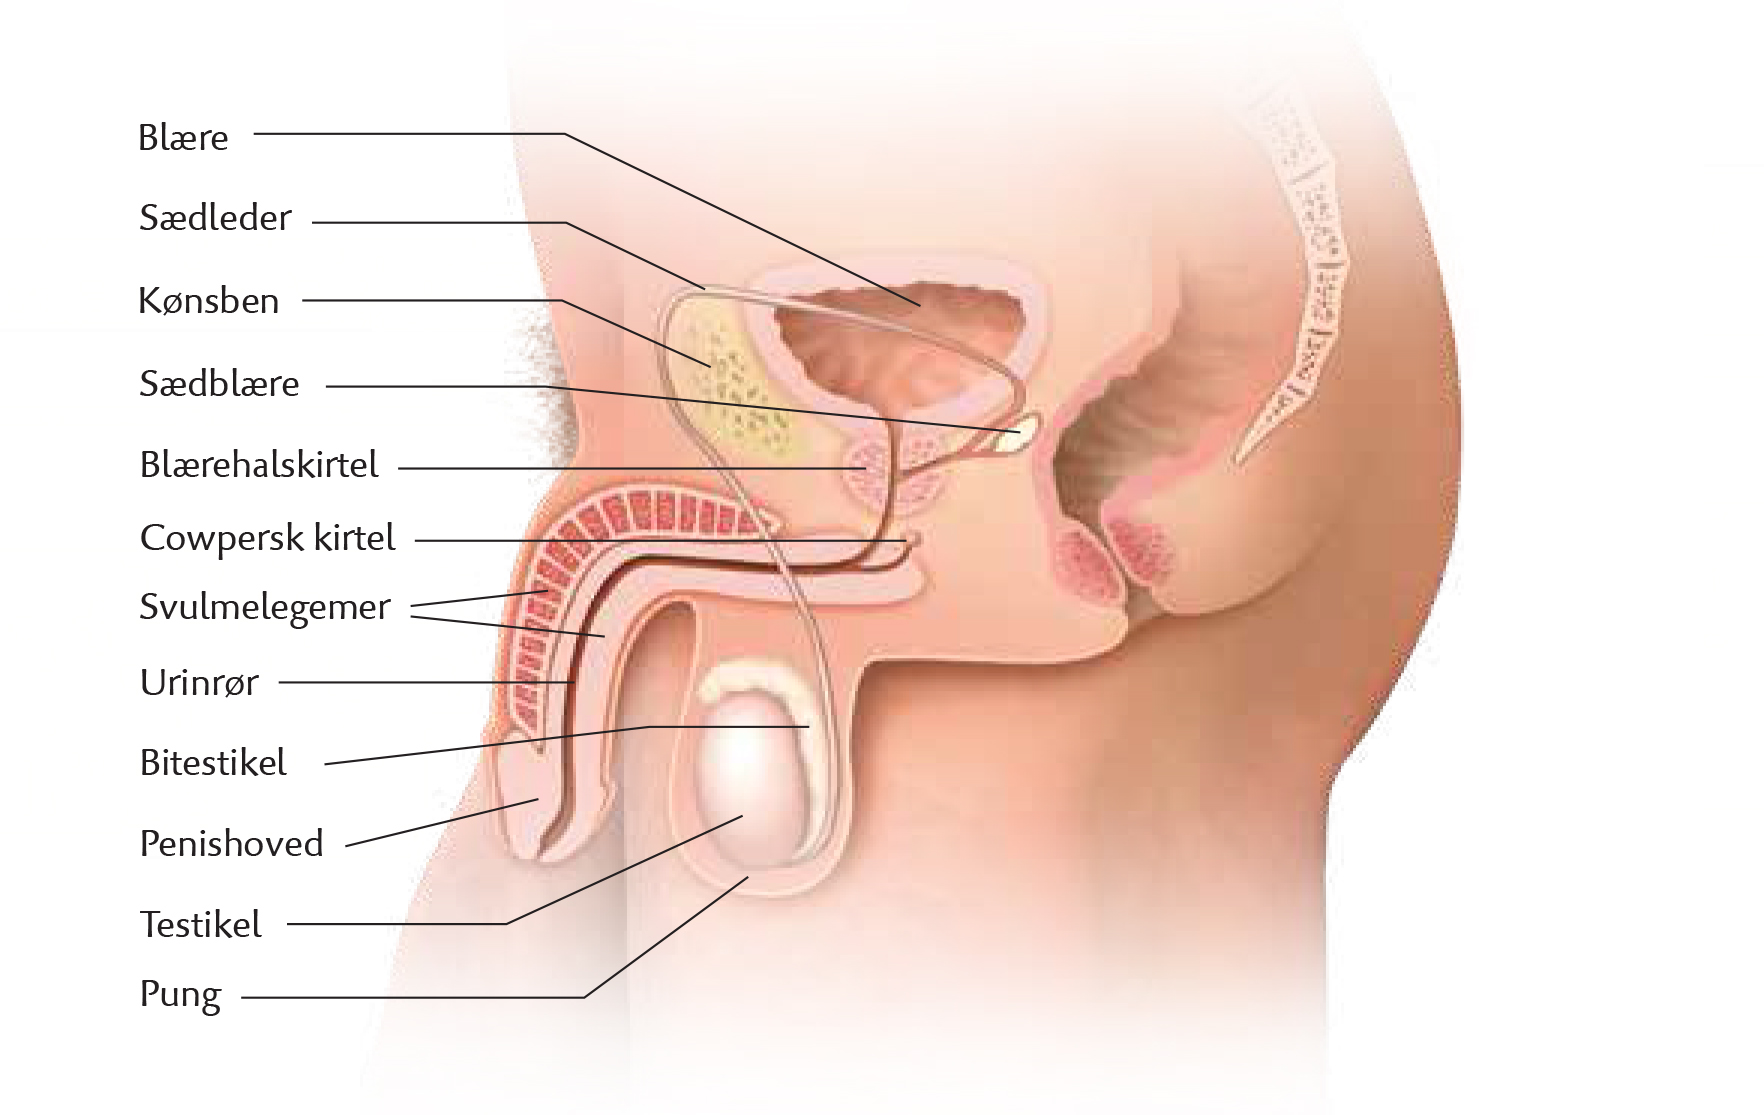 Blære
Sædleder
Kønsben
Sædblære
Blærehalskirtel
Cowpersk kirtel
Svulmelegemer
Urinrør
Bitestikel
Penishoved
Testikel
Pung